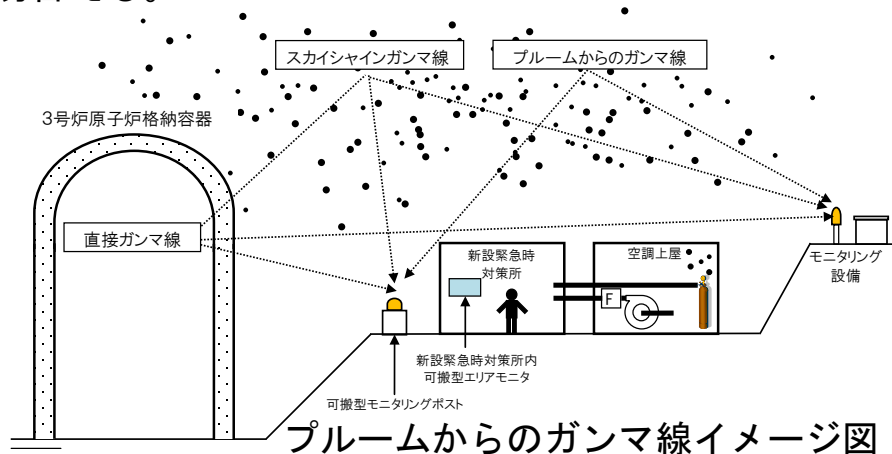 スカイシャインガンマ線
プルームからのガンマ線
3号炉原子炉格納容器
直接ガンマ線
新設緊急時
対策所
空調上屋
F
モニタリング
設備
新設緊急時対策所内
可搬型エリアモニタ
可搬型モニタリングポスト
プルームからのガンマ線イメージ図